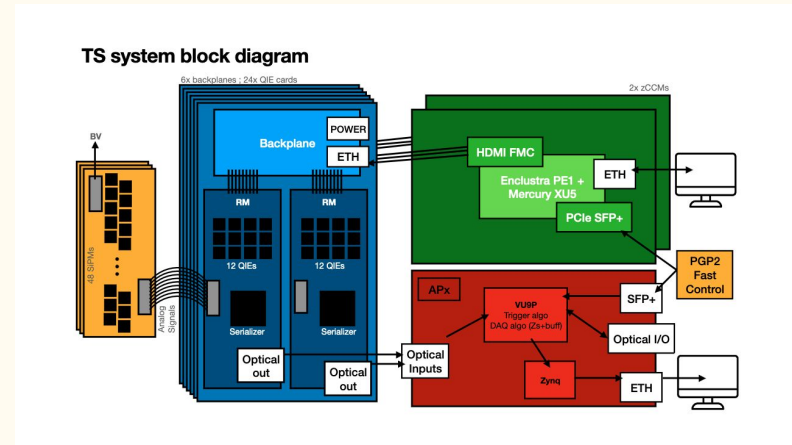 TS system block diagram
6x backplanes ; 24x QIE cards
2x zCCMs
BV
48 SiPMs
Analog
Signals
Backplane
POWER
ETH
RM
RM
12 QIEs
12 QIEs
Serializer
Serializer
Optical
out
Optical
out
HDMI FMC
Enclustra PE1 +
Mercury XU5
ETH
PCIe SFP+
PGP2
Fast
Control
APx
VU9P
Trigger algo
DAQ algo (Zs+buff)
SFP+
Optical I/O
Optical
Inputs
Zynq
ETH